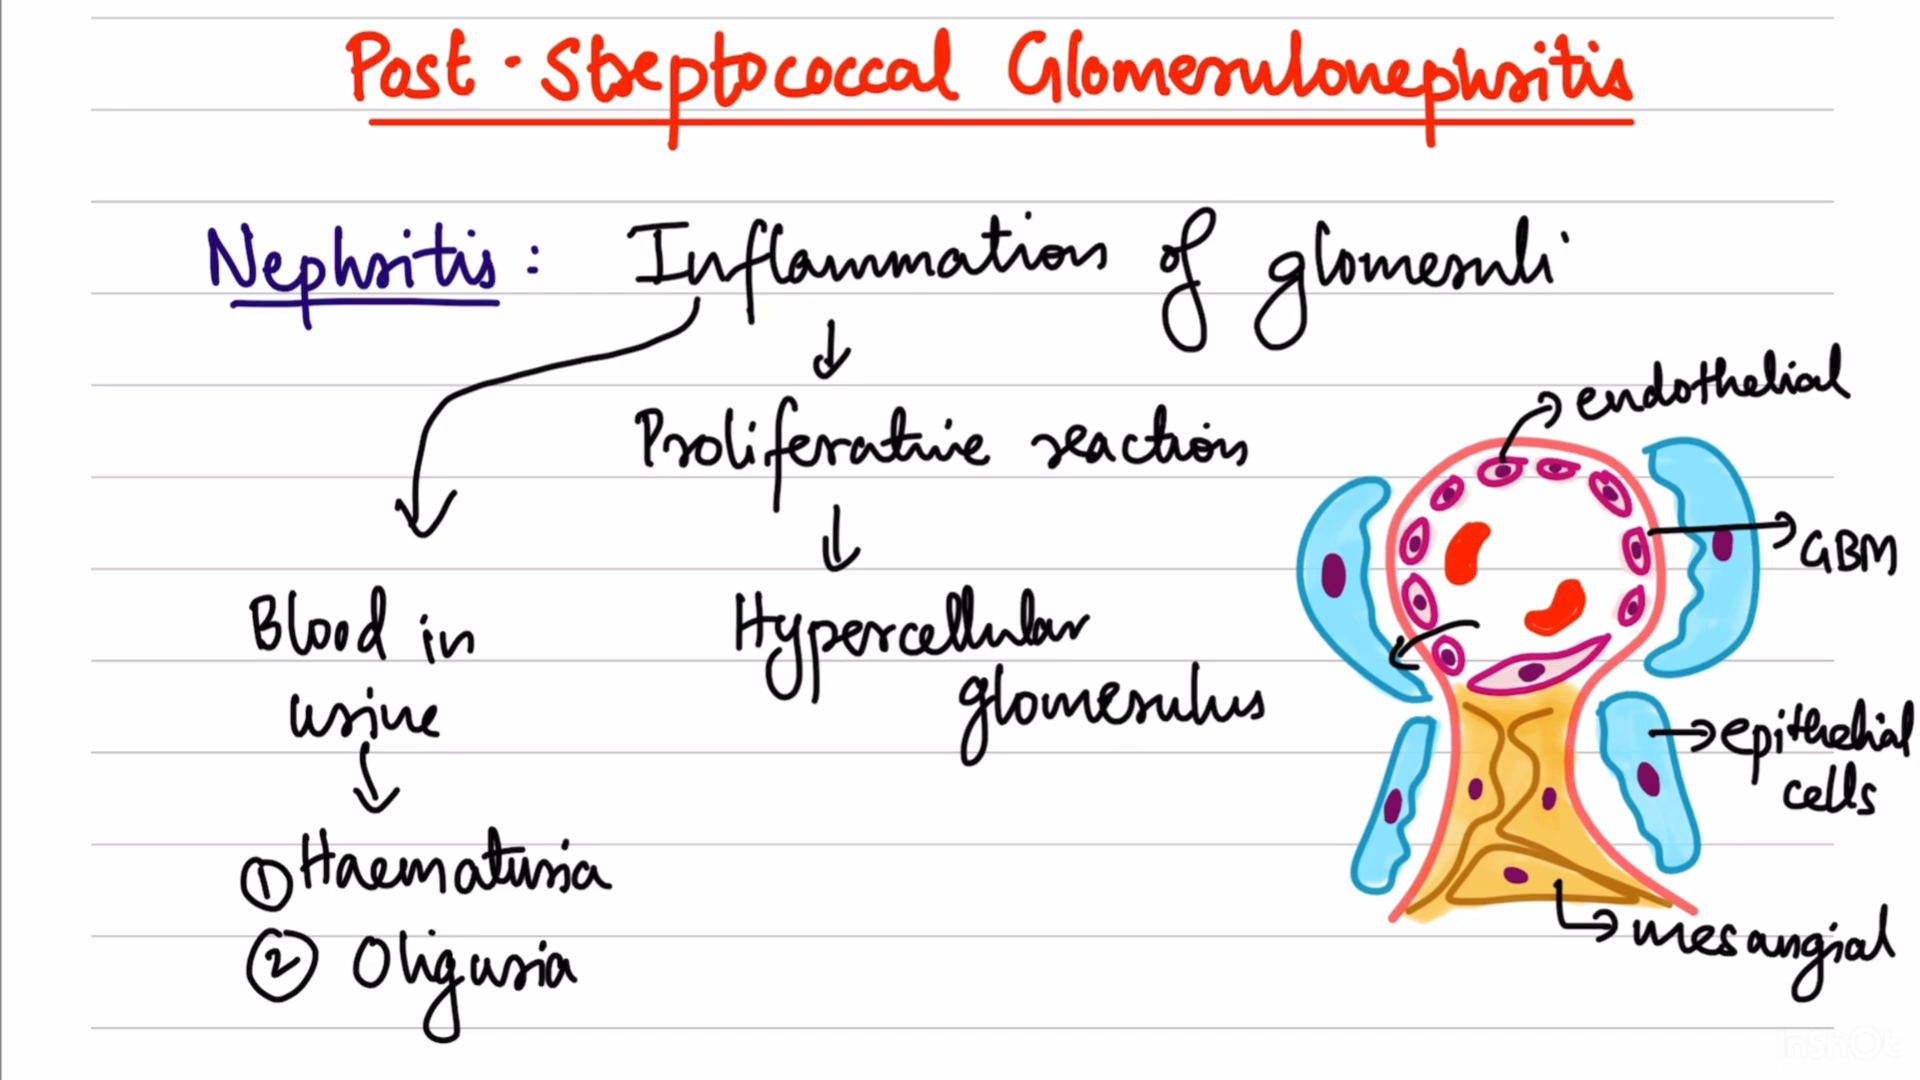 Post-Streptococcal Glomerulonephritis
Nephritis: Inflammation of glomeruli
Proliferative reaction
Hypercellular
glomerulus
Blood in
urine
① Haematuria
② Oliguria
endothelial
GBM
epithelial
cells
mesangial
InShOt